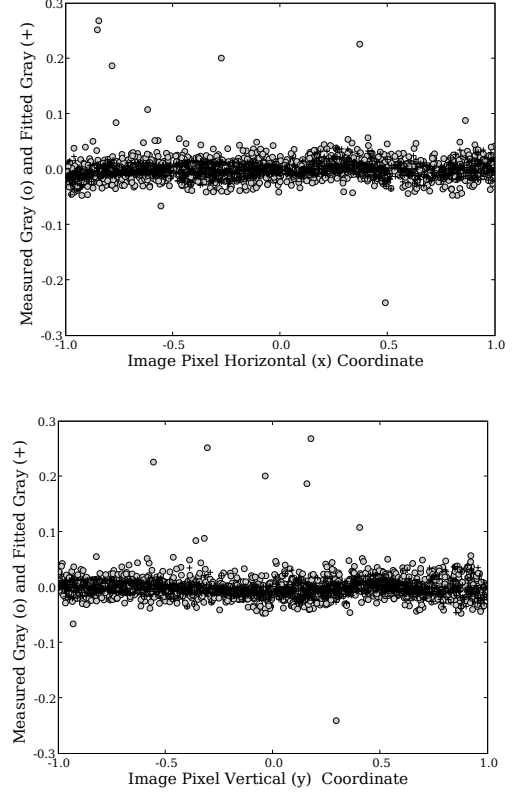 0.3
0.2
0.1
0.0
-0.1
-0.2
-0.3
Measured Gray (o) and Fitted Gray (+)
-1.0 -0.5 0.0 0.5 1.0
Image Pixel Horizontal (x) Coordinate
0.3
0.2
0.1
0.0
-0.1
-0.2
-0.3
Measured Gray (o) and Fitted Gray (+)
-1.0 -0.5 0.0 0.5 1.0
Image Pixel Vertical (y) Coordinate